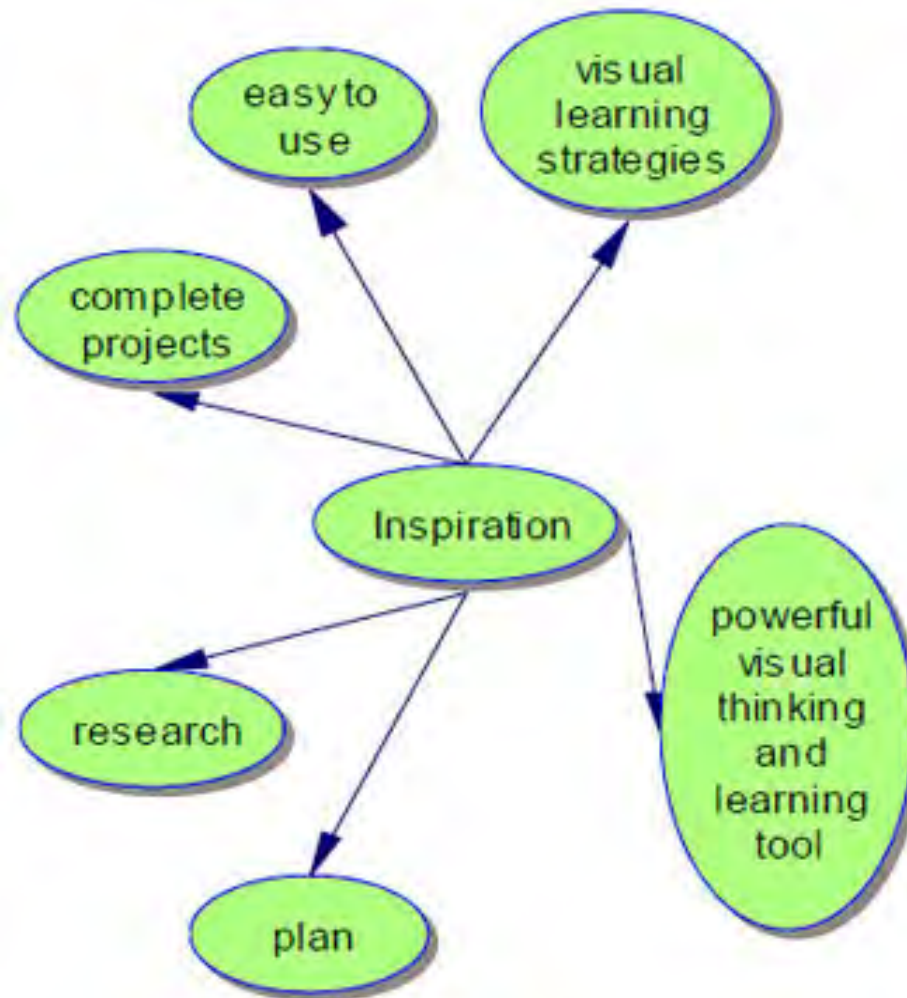 easy to
use
visual
learning
strategies
complete
projects
Inspiration
powerful
visual
thinking
and
learning
tool
research
plan